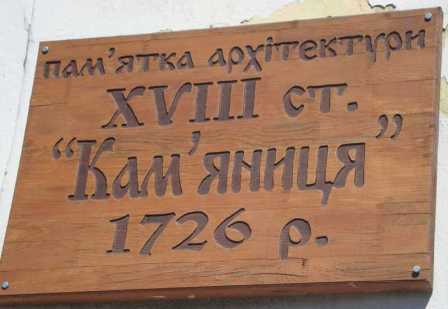 пам'ятка архітектури
XVIII ст.
“Кам'яниця”
1726 р.